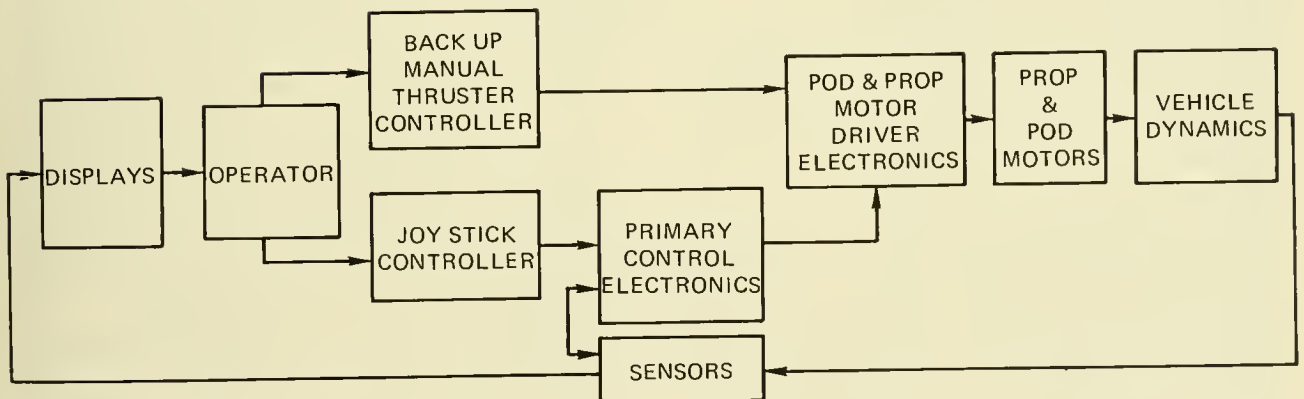 BACK UP
MANUAL
THRUSTER
CONTROLLER
POD & PROP
MOTOR
DRIVER
ELECTRONICS
PROP
&
POD
MOTORS
VEHICLE
DYNAMICS
DISPLAYS
OPERATOR
JOY STICK
CONTROLLER
PRIMARY
CONTROL
ELECTRONICS
SENSORS